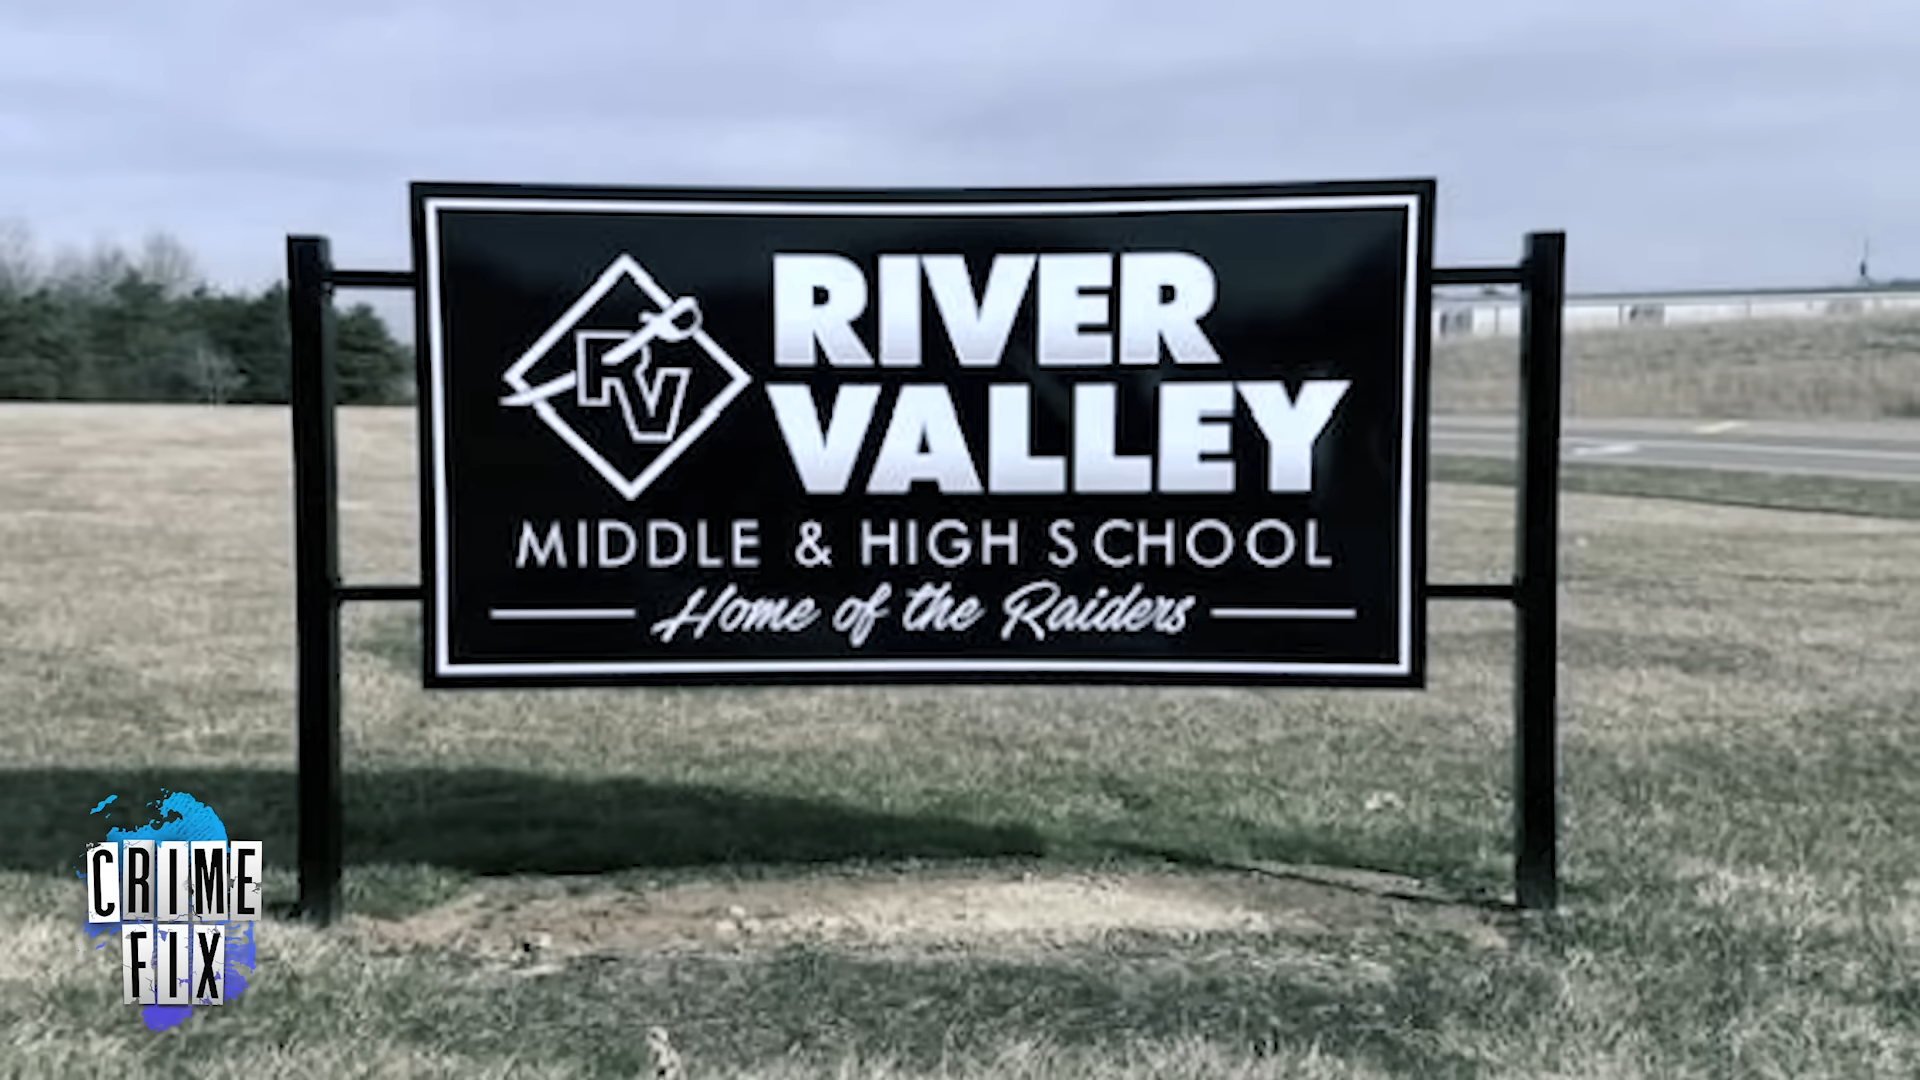 RV
RIVER
VALLEY
MIDDLE & HIGH SCHOOL
Home of the Raiders
CRIME
FIX